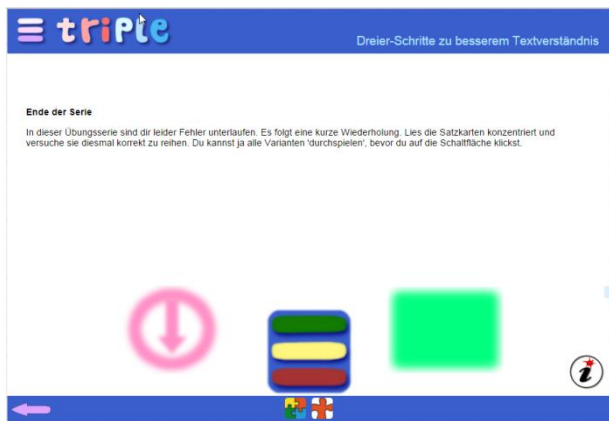 triple
Dreier-Schritte zu besserem Textverständnis
Ende der Serie
In dieser Übungsserie sind dir leider Fehler unterlaufen. Es folgt eine kurze Wiederholung. Lies die Satzkarten konzentriert und
versuche sie diesmal korrekt zu reihen. Du kannst ja alle Varianten 'durchspielen', bevor du auf die Schaltfläche klickst.
i